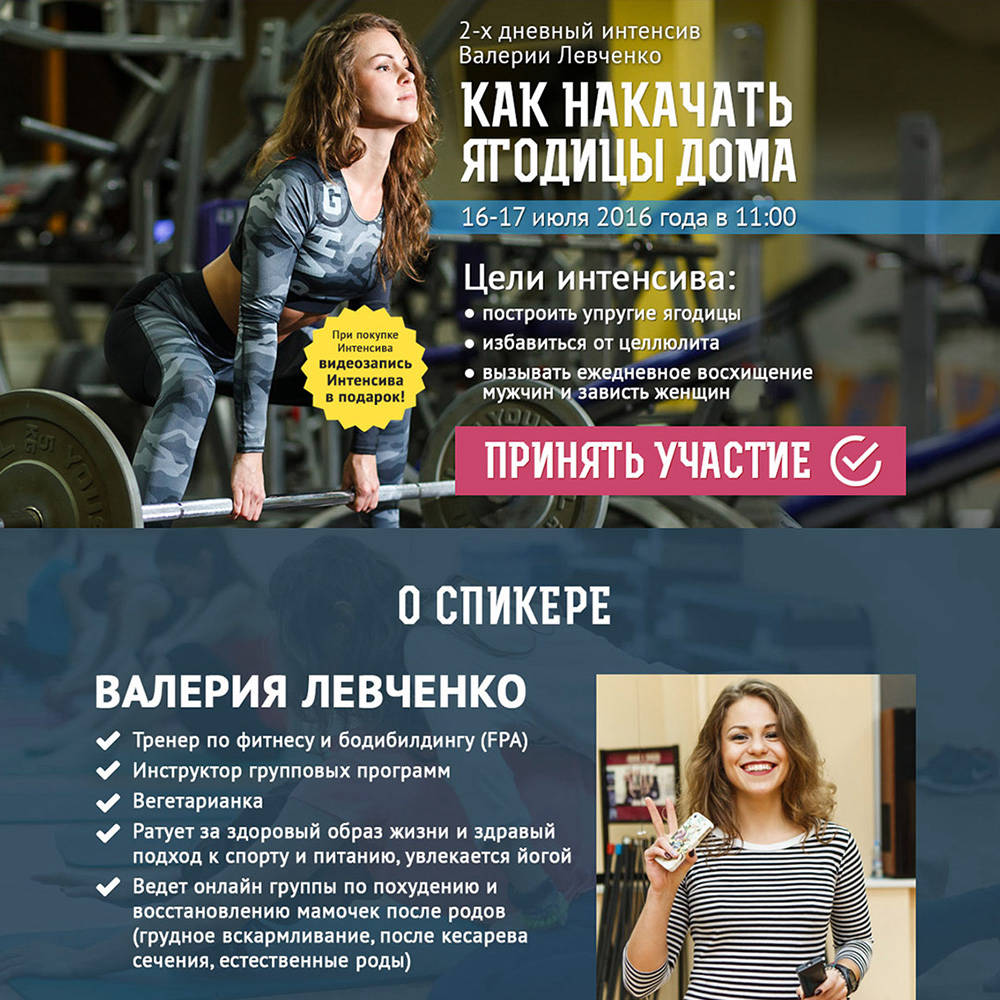 2-х дневный интенсив
Валерии Левченко
КАК НАКАЧАТЬ
ЯГОДИЦЫ ДОМА
16-17 июля 2016 года в 11:00
Цели интенсива:
• построить упругие ягодицы
• избавиться от целлюлита
• вызывать ежедневное восхищение
мужчин и зависть женщин
При покупке
Интенсива
видеозапись
Интенсива
в подарок!
ПРИНЯТЬ УЧАСТИЕ
О СПИКЕРЕ
ВАЛЕРИЯ ЛЕВЧЕНКО
Тренер по фитнесу и бодибилдингу (FPA)
Инструктор групповых программ
Вегетарианка
Ратует за здоровый образ жизни и здравый
подход к спорту и питанию, увлекается йогой
Ведет онлайн группы по похудению и
восстановлению мамочек после родов
(грудное вскармливание, после кесарева
сечения, естественные роды)